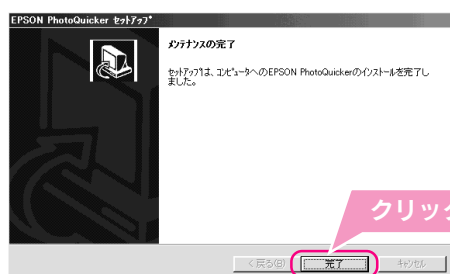 EPSON PhotoQuicker ｾｯﾄｱｯﾌﾟ
ﾒﾝﾃﾅﾝｽの完了
ｾｯﾄｱｯﾌﾟは、ｺﾝﾋﾟｭｰﾀへのEPSON PhotoQuickerのｲﾝｽﾄｰﾙを完了し
ました。
クリック
< 戻る(B)
完了
ｷｬﾝｾﾙ